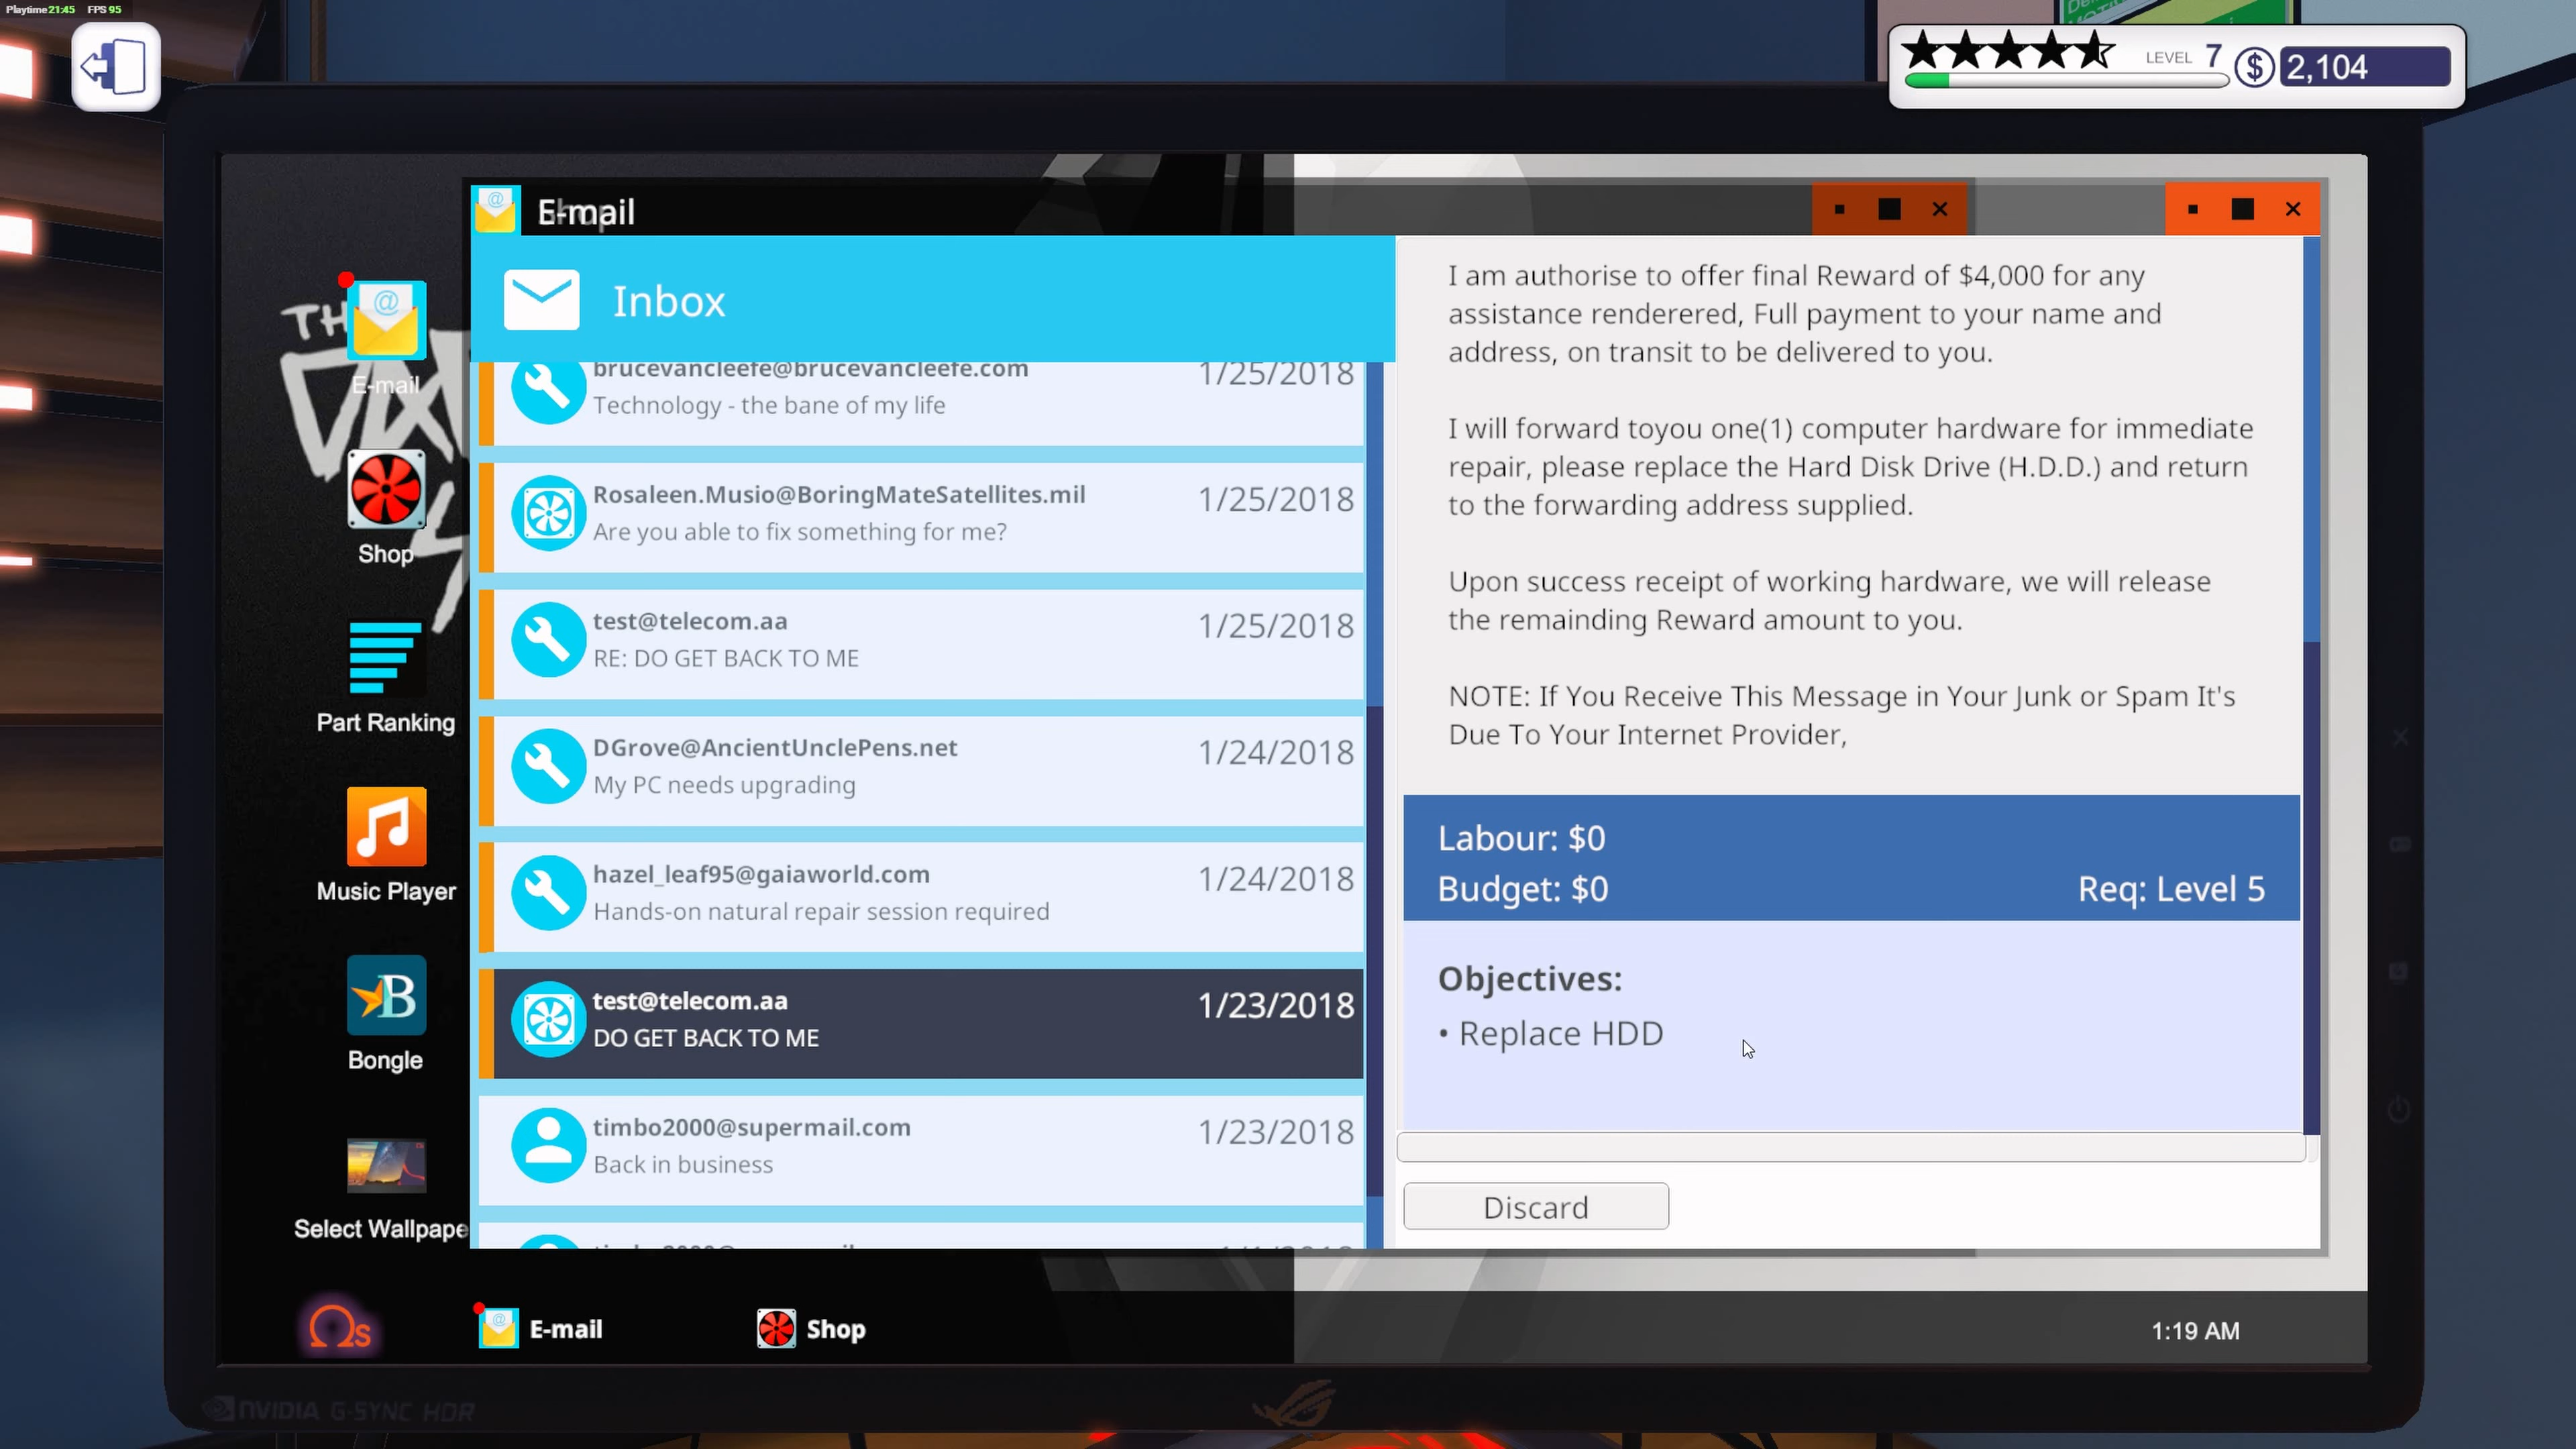 Playtime 21:45 FPS 95
LEVEL 7
$ 2,104
E-mail
Inbox
brucevancleefe@brucevancleefe.com 1/25/2018
Technology - the bane of my life
Rosaleen.Musio@BoringMateSatellites.mil 1/25/2018
Are you able to fix something for me?
test@telecom.aa 1/25/2018
RE: DO GET BACK TO ME
DGrove@AncientUnclePens.net 1/24/2018
My PC needs upgrading
hazel_leaf95@gaiaworld.com 1/24/2018
Hands-on natural repair session required
test@telecom.aa 1/23/2018
DO GET BACK TO ME
timbo2000@supermail.com 1/23/2018
Back in business
I am authorise to offer final Reward of $4,000 for any
assistance renderered, Full payment to your name and
address, on transit to be delivered to you.
I will forward toyou one(1) computer hardware for immediate
repair, please replace the Hard Disk Drive (H.D.D.) and return
to the forwarding address supplied.
Upon success receipt of working hardware, we will release
the remainding Reward amount to you.
NOTE: If You Receive This Message in Your Junk or Spam It's
Due To Your Internet Provider,
Labour: $0
Budget: $0 Req: Level 5
Objectives:
• Replace HDD
Discard
E-mail
Shop
Part Ranking
Music Player
B
Bongle
Select Wallpape
Ωs
E-mail
Shop
1:19 AM
NVIDIA G-SYNC HDR